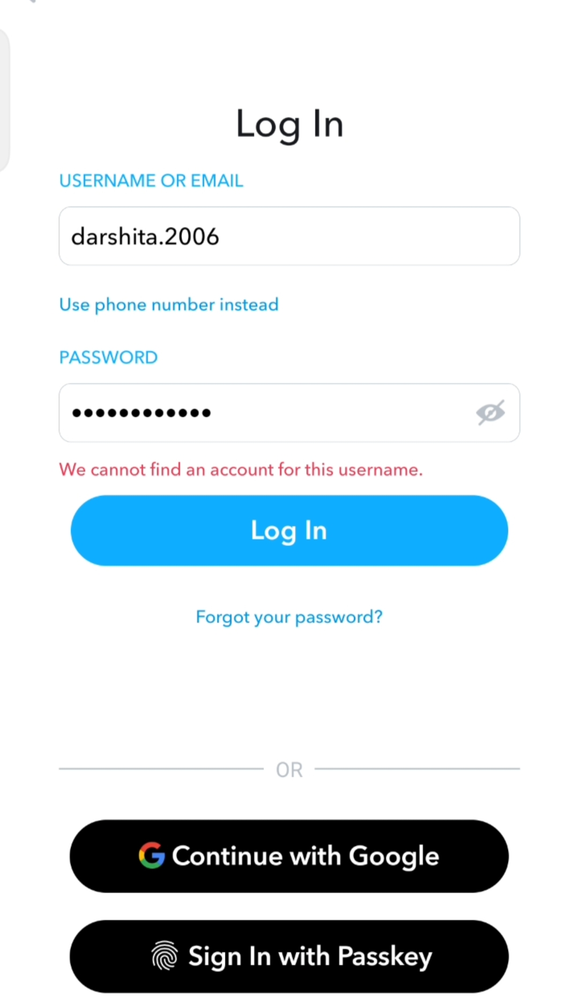 Log In
USERNAME OR EMAIL
darshita.2006
Use phone number instead
PASSWORD
••••••••••••
We cannot find an account for this username.
Log In
Forgot your password?
OR
Continue with Google
Sign In with Passkey